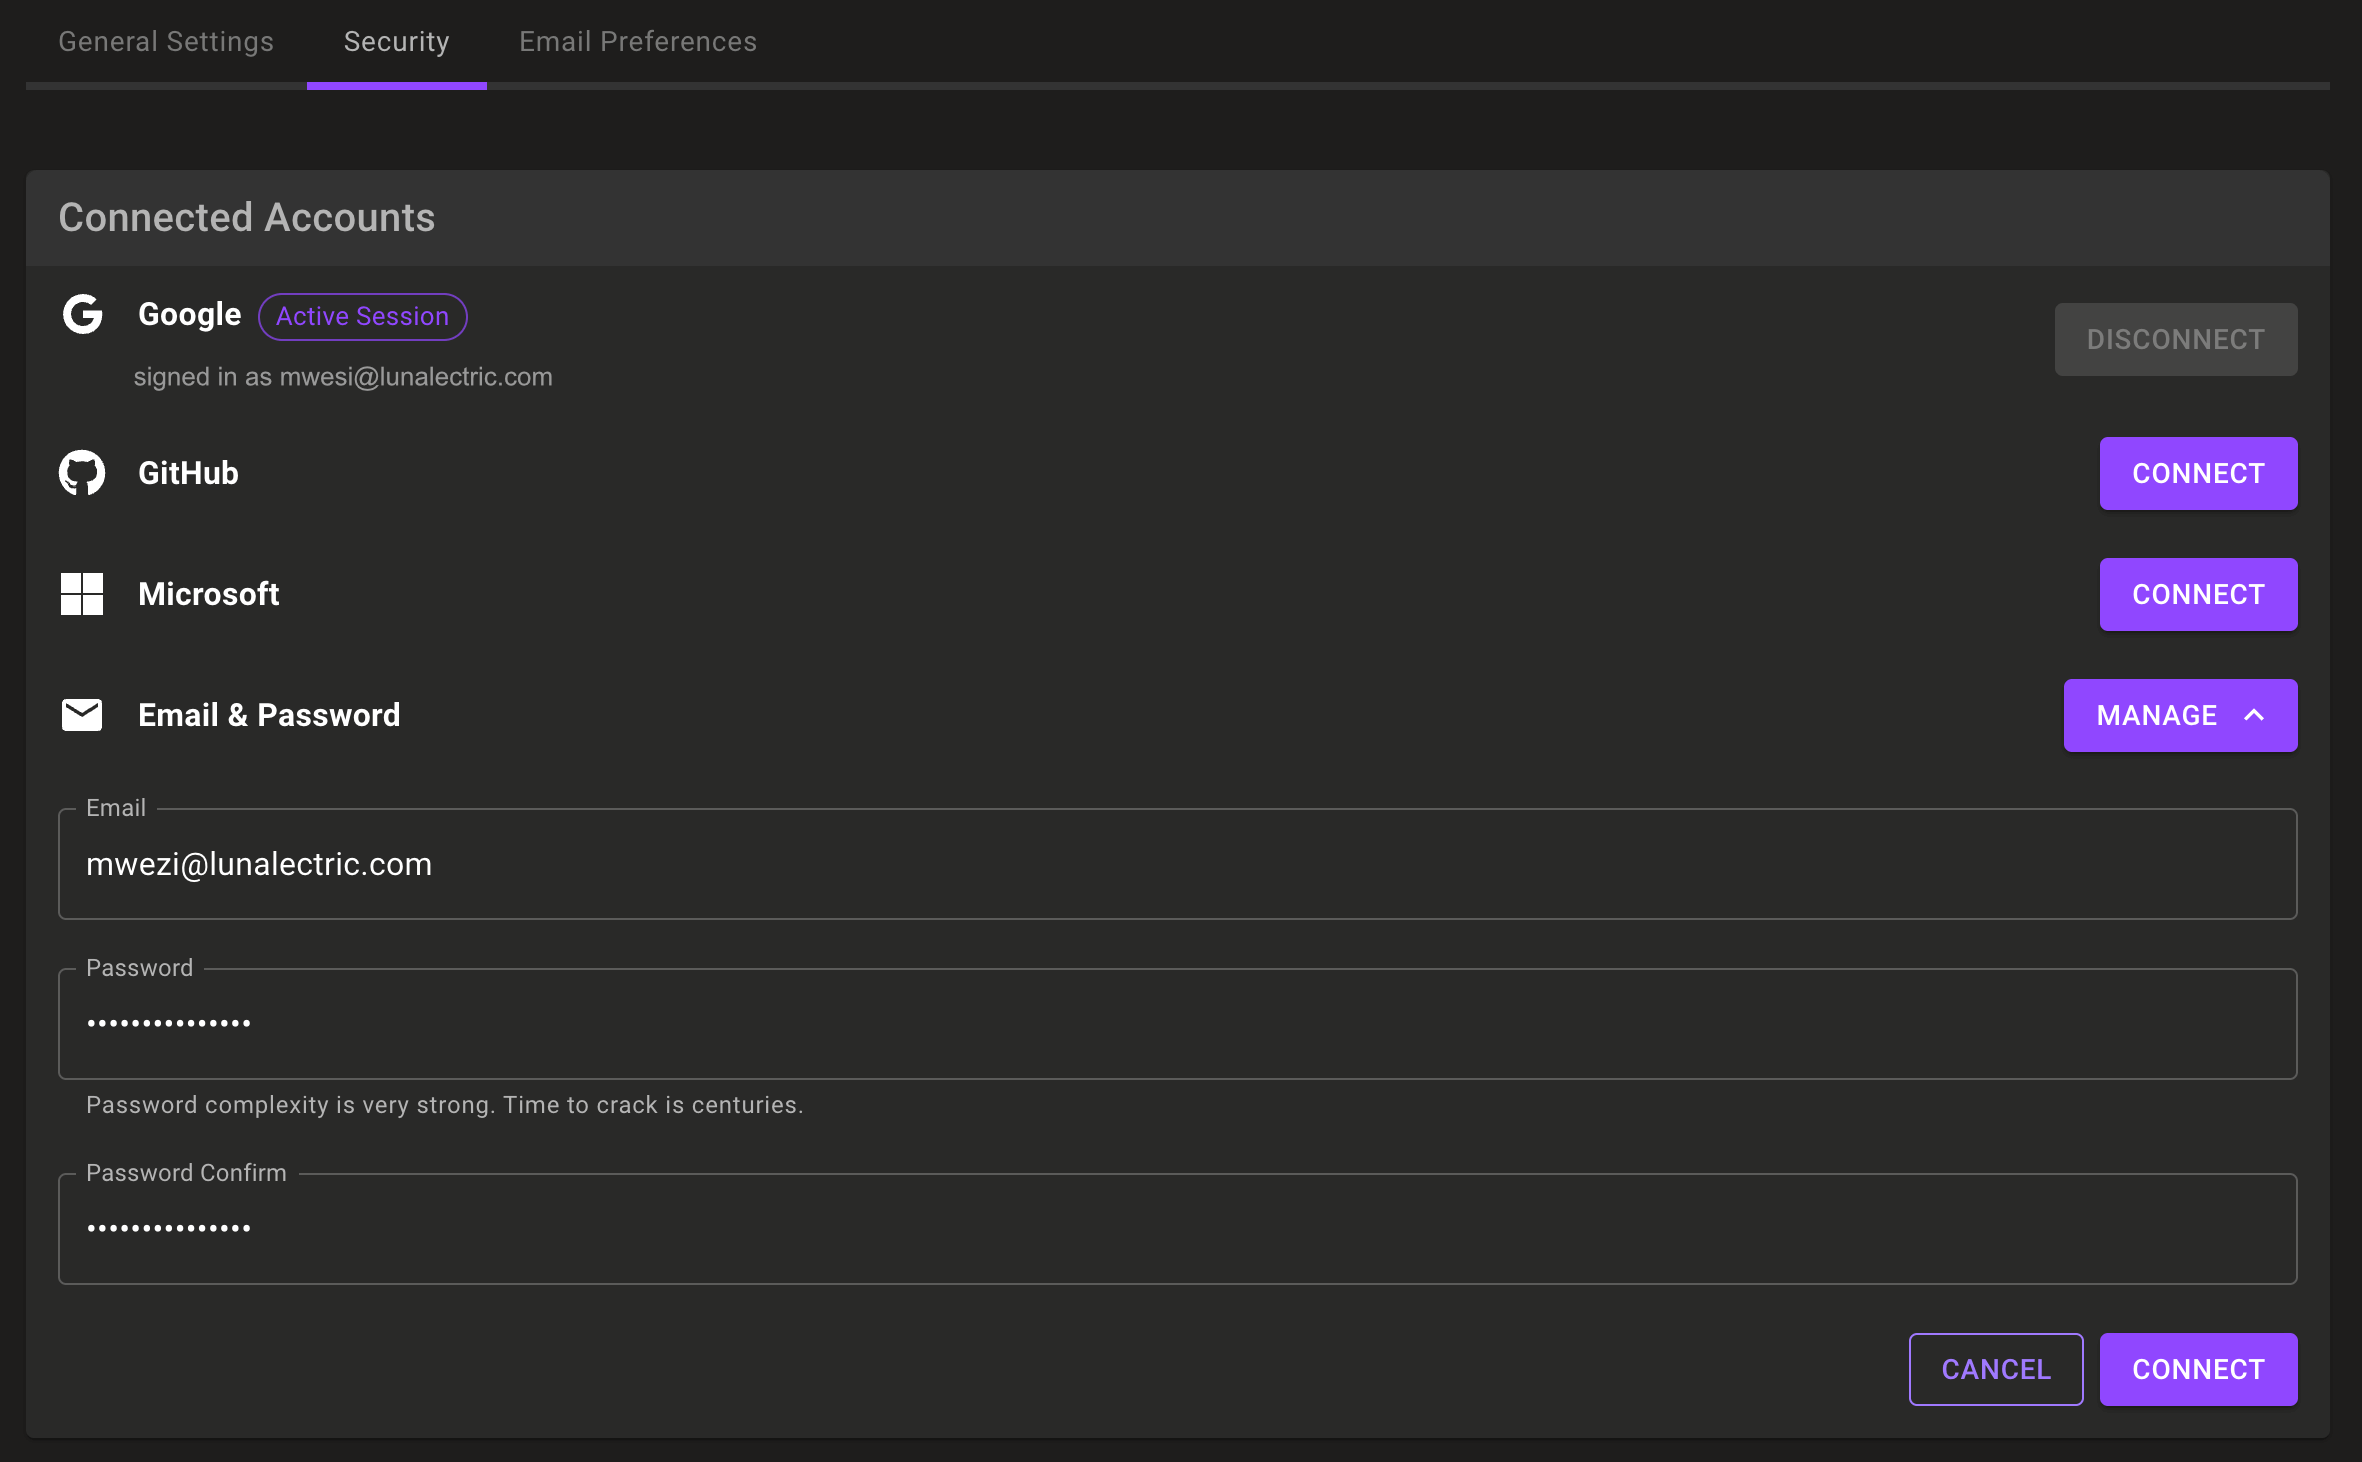 General Settings Security Email Preferences
Connected Accounts
Google Active Session
signed in as mwesi@lunalectric.com
DISCONNECT
GitHub
CONNECT
Microsoft
CONNECT
Email & Password
MANAGE
Email
mwezi@lunalectric.com
Password
•••••••••••••••
Password complexity is very strong. Time to crack is centuries.
Password Confirm
•••••••••••••••
CANCEL CONNECT